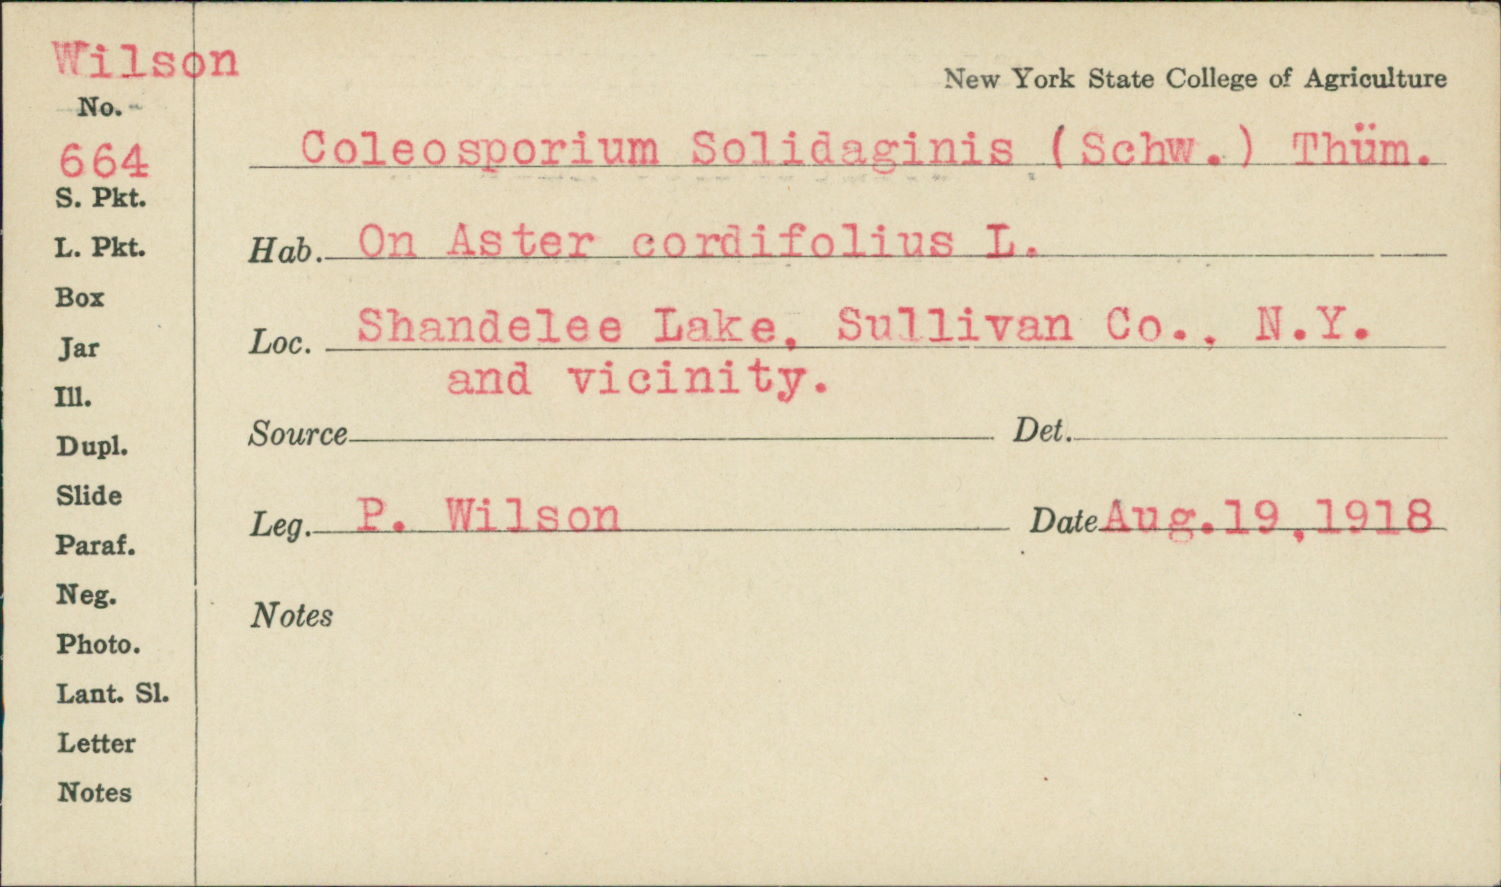 Wilson
No.
664
S. Pkt.
L. Pkt.
Box
Jar
Ill.
Dupl.
Slide
Paraf.
Neg.
Photo.
Lant. Sl.
Letter
Notes
New York State College of Agriculture
Coleosporium Solidaginis (Schw.) Thüm.
Hab. On Aster cordifolius L.
Loc. Shandelee Lake, Sullivan Co., N.Y.
and vicinity.
Source Det.
Leg. P. Wilson Date Aug.19,1918
Notes